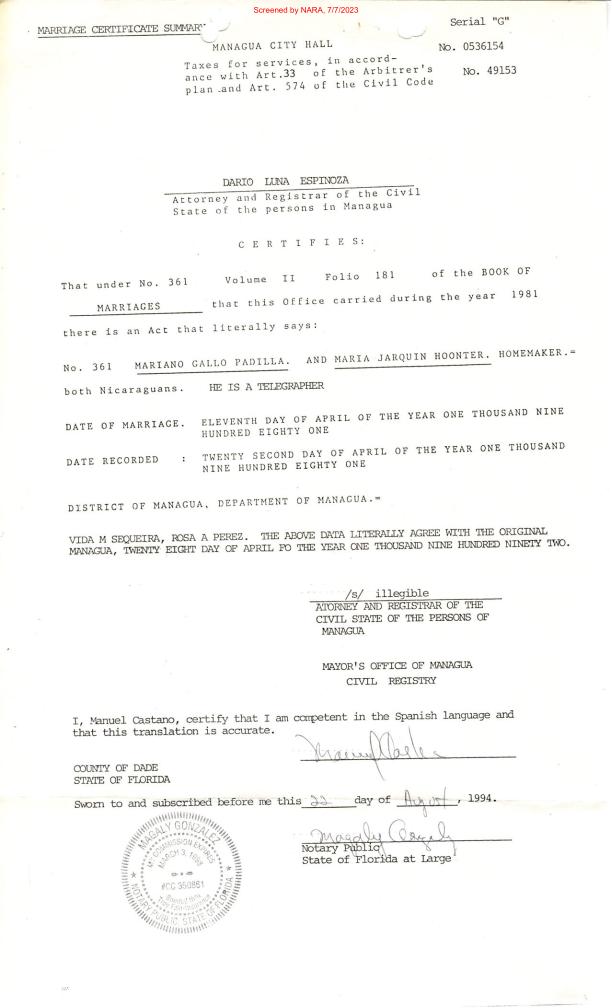 Screened by NARA, 7/7/2023
MARRIAGE CERTIFICATE SUMMARY
Serial "G"
MANAGUA CITY HALL
No. 0536154
Taxes for services, in accord-
ance with Art.33 of the Arbitrer's
plan and Art. 574 of the Civil Code
No. 49153
DARIO LUNA ESPINOZA
Attorney and Registrar of the Civil
State of the persons in Managua
C E R T I F I E S:
That under No. 361 Volume II Folio 181 of the BOOK OF
MARRIAGES that this Office carried during the year 1981
there is an Act that literally says:
No. 361 MARIANO GALLO PADILLA. AND MARIA JARQUIN HOONTER. HOMEMAKER.=
both Nicaraguans. HE IS A TELEGRAPHER
DATE OF MARRIAGE. ELEVENTH DAY OF APRIL OF THE YEAR ONE THOUSAND NINE
HUNDRED EIGHTY ONE
DATE RECORDED : TWENTY SECOND DAY OF APRIL OF THE YEAR ONE THOUSAND
NINE HUNDRED EIGHTY ONE
DISTRICT OF MANAGUA, DEPARTMENT OF MANAGUA.=
VIDA M SEQUEIRA, ROSA A PEREZ. THE ABOVE DATA LITERALLY AGREE WITH THE ORIGINAL
MANAGUA, TWENTY EIGHT DAY OF APRIL FO THE YEAR ONE THOUSAND NINE HUNDRED NINETY TWO.
/s/ illegible
ATORNEY AND REGISTRAR OF THE
CIVIL STATE OF THE PERSONS OF
MANAGUA
MAYOR'S OFFICE OF MANAGUA
CIVIL REGISTRY
I, Manuel Castano, certify that I am competent in the Spanish language and
that this translation is accurate.
COUNTY OF DADE
STATE OF FLORIDA
Sworn to and subscribed before me this 22 day of August, 1994.
Notary Public
State of Florida at Large
MAGALY GONZALEZ
MY COMMISSION EXPIRES
MARCH 3, 1998
#CC 350861
NOTARY PUBLIC, STATE OF FLORIDA